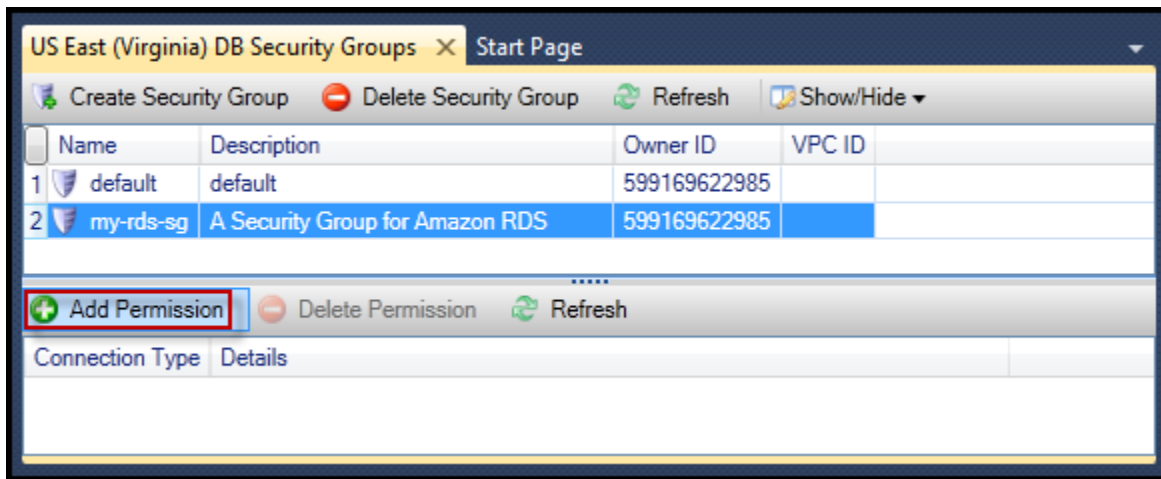 US East (Virginia) DB Security Groups Start Page
Create Security Group Delete Security Group Refresh Show/Hide
Name Description Owner ID VPC ID
1 default default 599169622985
2 my-rds-sg A Security Group for Amazon RDS 599169622985
Add Permission Delete Permission Refresh
Connection Type Details